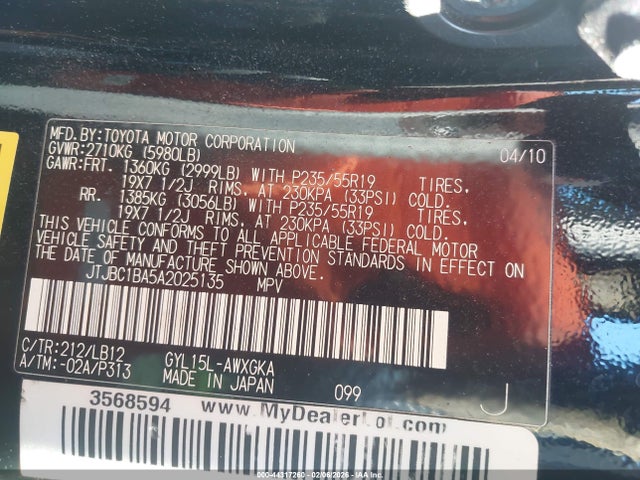 MFD.BY:TOYOTA MOTOR CORPORATION 04/10
GVWR:2710KG (5980LB)
GAWR:FRT. 1360KG (2999LB) WITH P235/55R19 TIRES,
19X7 1/2J RIMS, AT 230KPA (33PSI) COLD.
RR. 1385KG (3056LB) WITH P235/55R19 TIRES,
19X7 1/2J RIMS, AT 230KPA (33PSI) COLD.
THIS VEHICLE CONFORMS TO ALL APPLICABLE FEDERAL MOTOR
VEHICLE SAFETY AND THEFT PREVENTION STANDARDS IN EFFECT ON
THE DATE OF MANUFACTURE SHOWN ABOVE.
JTJBC1BA5A2025135 MPV
C/TR:212/LB12 GYL15L-AWXGKA
A/TM:-02A/P313 MADE IN JAPAN 099 J
3568594 www.MyDealerLot.com
000-44317260 - 02/06/2026 - IAA Inc.